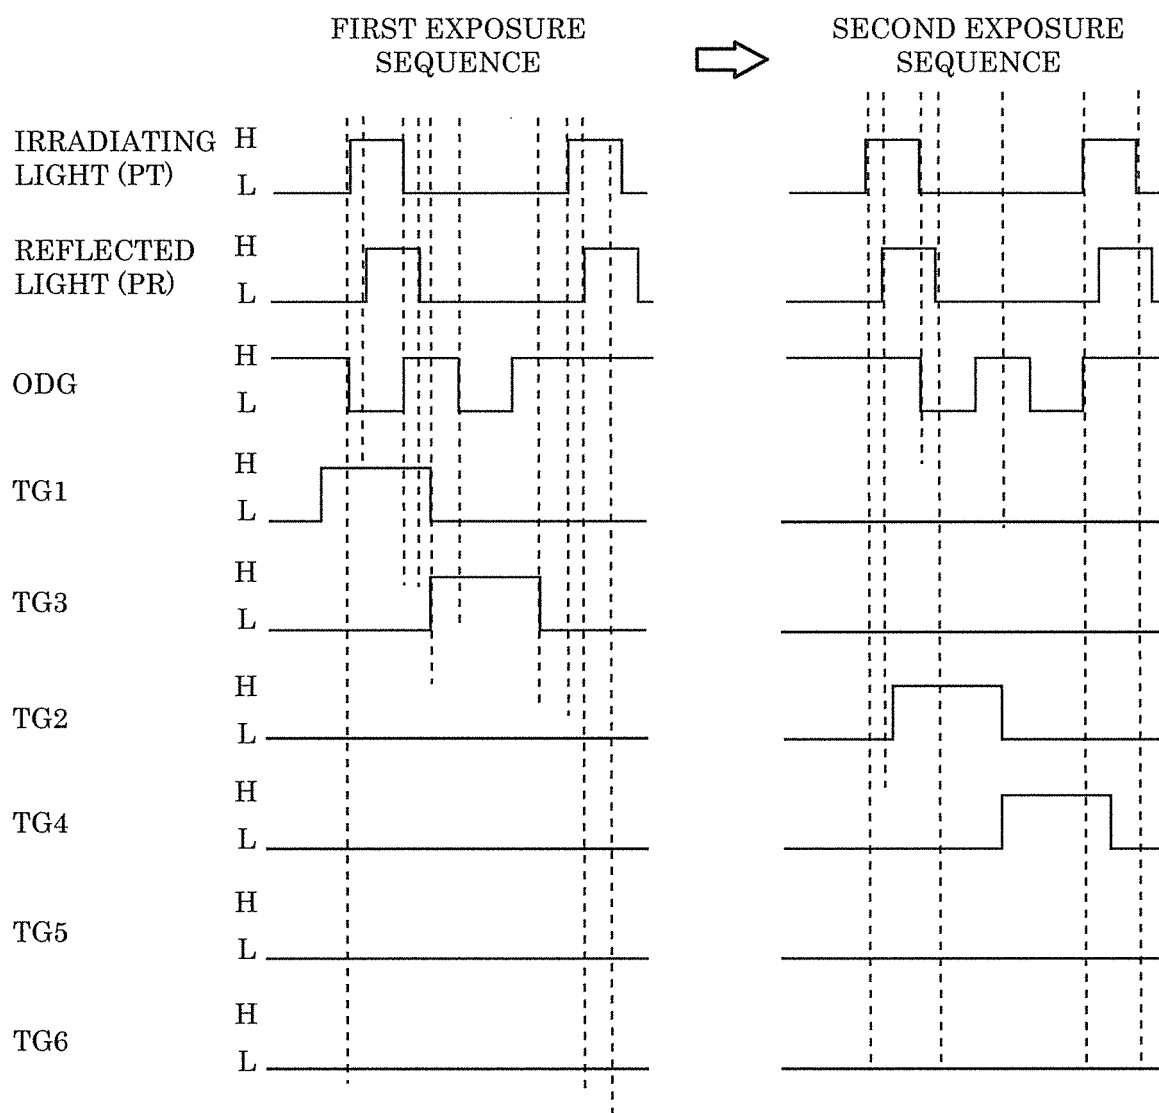 FIRST EXPOSURE
SEQUENCE
SECOND EXPOSURE
SEQUENCE
IRRADIATING
LIGHT (PT)
H
L
REFLECTED
LIGHT (PR)
H
L
ODG
H
L
TG1
H
L
TG3
H
L
TG2
H
L
TG4
H
L
TG5
H
L
TG6
H
L